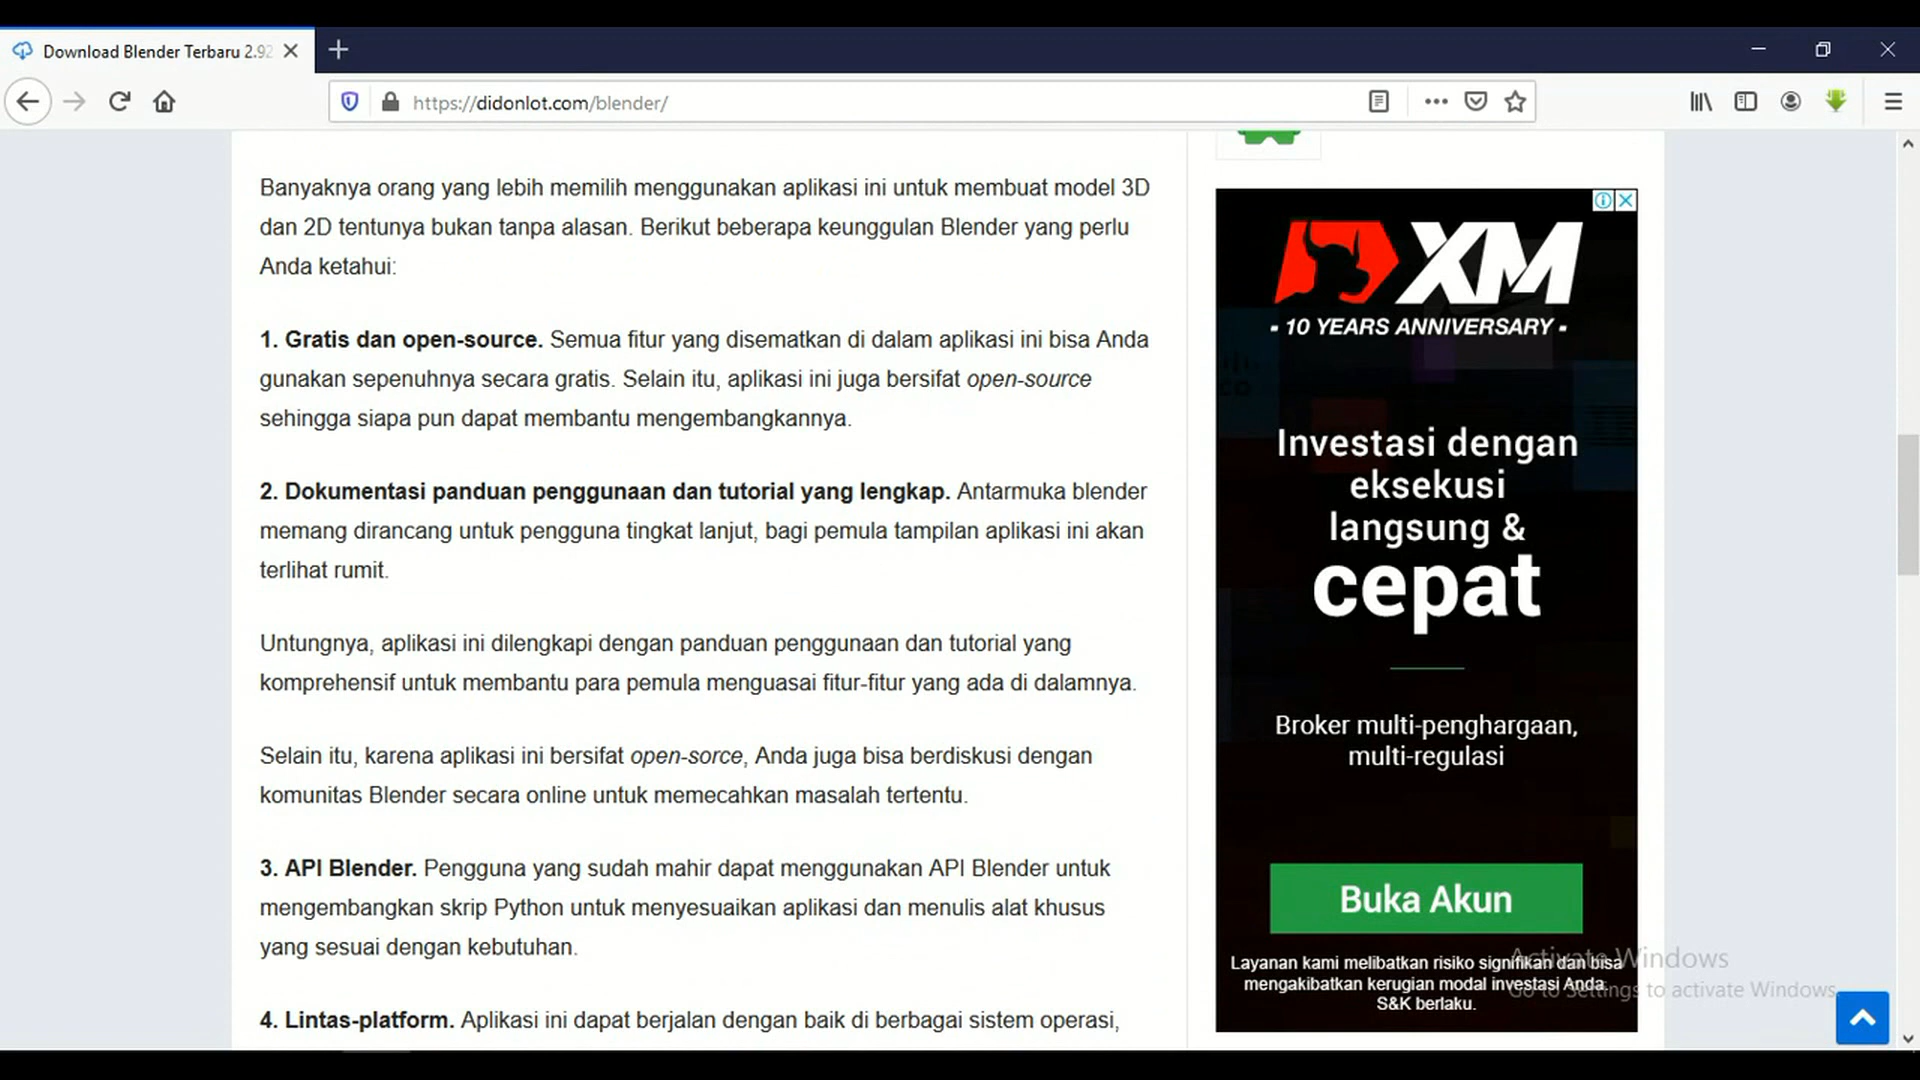 Download Blender Terbaru 2.92
https://didonlot.com/blender/
Banyaknya orang yang lebih memilih menggunakan aplikasi ini untuk membuat model 3D
dan 2D tentunya bukan tanpa alasan. Berikut beberapa keunggulan Blender yang perlu
Anda ketahui:
1. Gratis dan open-source. Semua fitur yang disematkan di dalam aplikasi ini bisa Anda
gunakan sepenuhnya secara gratis. Selain itu, aplikasi ini juga bersifat open-source
sehingga siapa pun dapat membantu mengembangkannya.
2. Dokumentasi panduan penggunaan dan tutorial yang lengkap. Antarmuka blender
memang dirancang untuk pengguna tingkat lanjut, bagi pemula tampilan aplikasi ini akan
terlihat rumit.
Untungnya, aplikasi ini dilengkapi dengan panduan penggunaan dan tutorial yang
komprehensif untuk membantu para pemula menguasai fitur-fitur yang ada di dalamnya.
Selain itu, karena aplikasi ini bersifat open-sorce, Anda juga bisa berdiskusi dengan
komunitas Blender secara online untuk memecahkan masalah tertentu.
3. API Blender. Pengguna yang sudah mahir dapat menggunakan API Blender untuk
mengembangkan skrip Python untuk menyesuaikan aplikasi dan menulis alat khusus
yang sesuai dengan kebutuhan.
4. Lintas-platform. Aplikasi ini dapat berjalan dengan baik di berbagai sistem operasi,
XM
- 10 YEARS ANNIVERSARY -
Investasi dengan
eksekusi
langsung &
cepat
Broker multi-penghargaan,
multi-regulasi
Buka Akun
Layanan kami melibatkan risiko signifikan dan bisa
mengakibatkan kerugian modal investasi Anda.
S&K berlaku.
Activate Windows
Go to Settings to activate Windows.